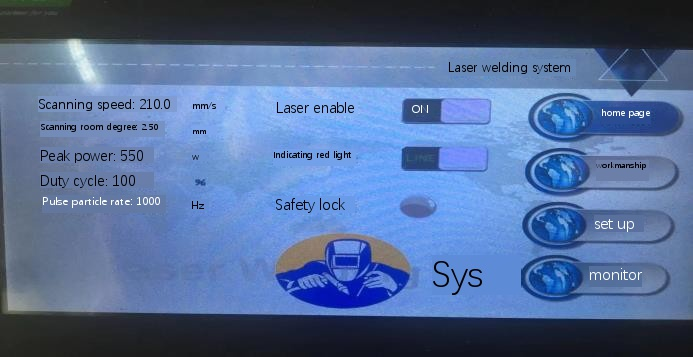 Laser welding system
Scanning speed: 210.0 mm/s
Laser enable
ON
home page
Scanning room degree: 2.50 mm
Peak power: 550 w
Indicating red light
LINE
workmanship
Duty cycle: 100 %
Pulse particle rate: 1000 Hz
Safety lock
set up
Sys
monitor